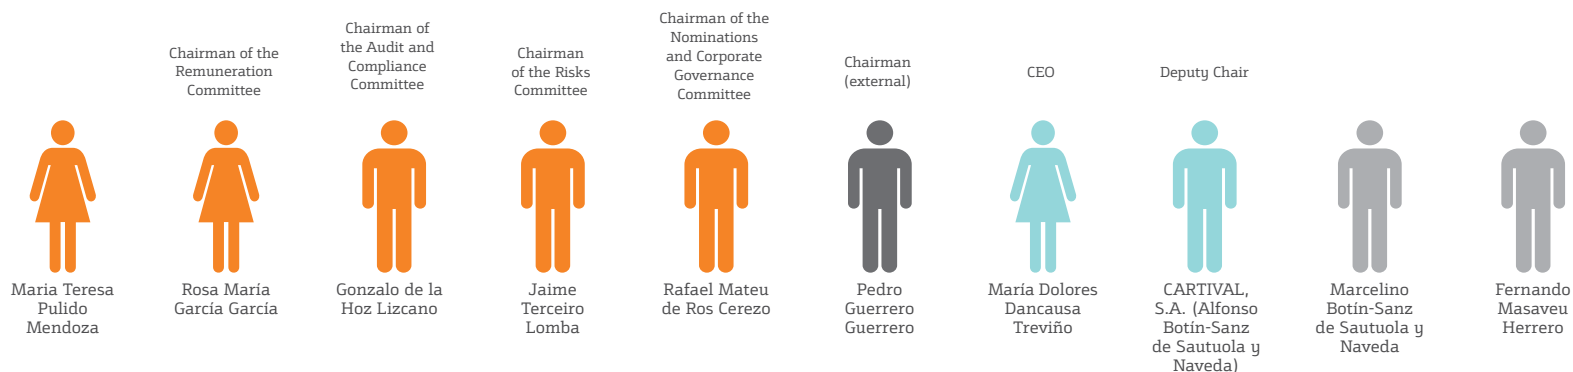 Chairman of the
Remuneration
Committee
Chairman of
the Audit and
Compliance
Committee
Chairman
of the Risks
Committee
Chairman of the
Nominations
and Corporate
Governance
Committee
Chairman
(external)
CEO
Deputy Chair
Maria Teresa
Pulido
Mendoza
Rosa María
García García
Gonzalo de la
Hoz Lizcano
Jaime
Terceiro
Lomba
Rafael Mateu
de Ros Cerezo
Pedro
Guerrero
Guerrero
María Dolores
Dancausa
Treviño
CARTIVAL,
S.A. (Alfonso
Botín-Sanz
de Sautuola y
Naveda)
Marcelino
Botín-Sanz
de Sautuola y
Naveda
Fernando
Masaveu
Herrero